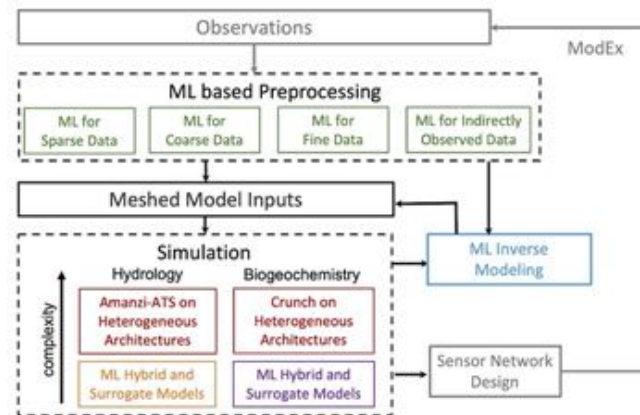 Observations
ModEx
ML based Preprocessing
ML for
Sparse Data
ML for
Coarse Data
ML for
Fine Data
ML for Indirectly
Observed Data
Meshed Model Inputs
Simulation
Hydrology
Biogeochemistry
complexity
Amanzi-ATS on
Heterogeneous
Architectures
Crunch on
Heterogeneous
Architectures
ML Hybrid and
Surrogate Models
ML Hybrid and
Surrogate Models
ML Inverse
Modeling
Sensor Network
Design